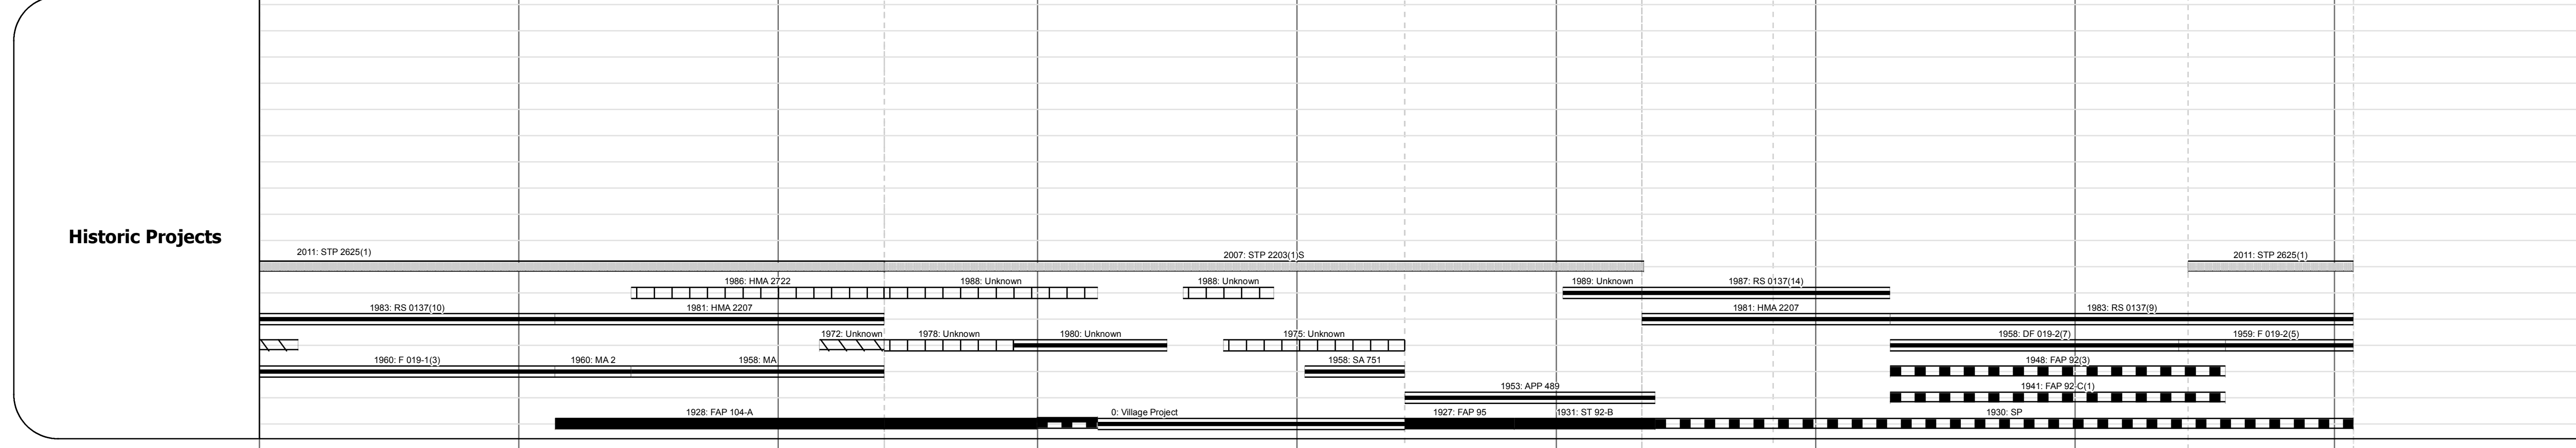 Historic Projects
2011: STP 2625(1)
2007: STP 2203(1)S
2011: STP 2625(1)
1986: HMA 2722
1988: Unknown
1988: Unknown
1989: Unknown
1987: RS 0137(14)
1983: RS 0137(10)
1981: HMA 2207
1981: HMA 2207
1983: RS 0137(9)
1972: Unknown
1978: Unknown
1980: Unknown
1975: Unknown
1958: DF 019-2(7)
1959: F 019-2(5)
1960: F 019-1(3)
1960: MA 2
1958: MA
1958: SA 751
1948: FAP 92(3)
1953: APP 489
1941: FAP 92-C(1)
1928: FAP 104-A
0: Village Project
1927: FAP 95
1931: ST 92-B
1930: SP